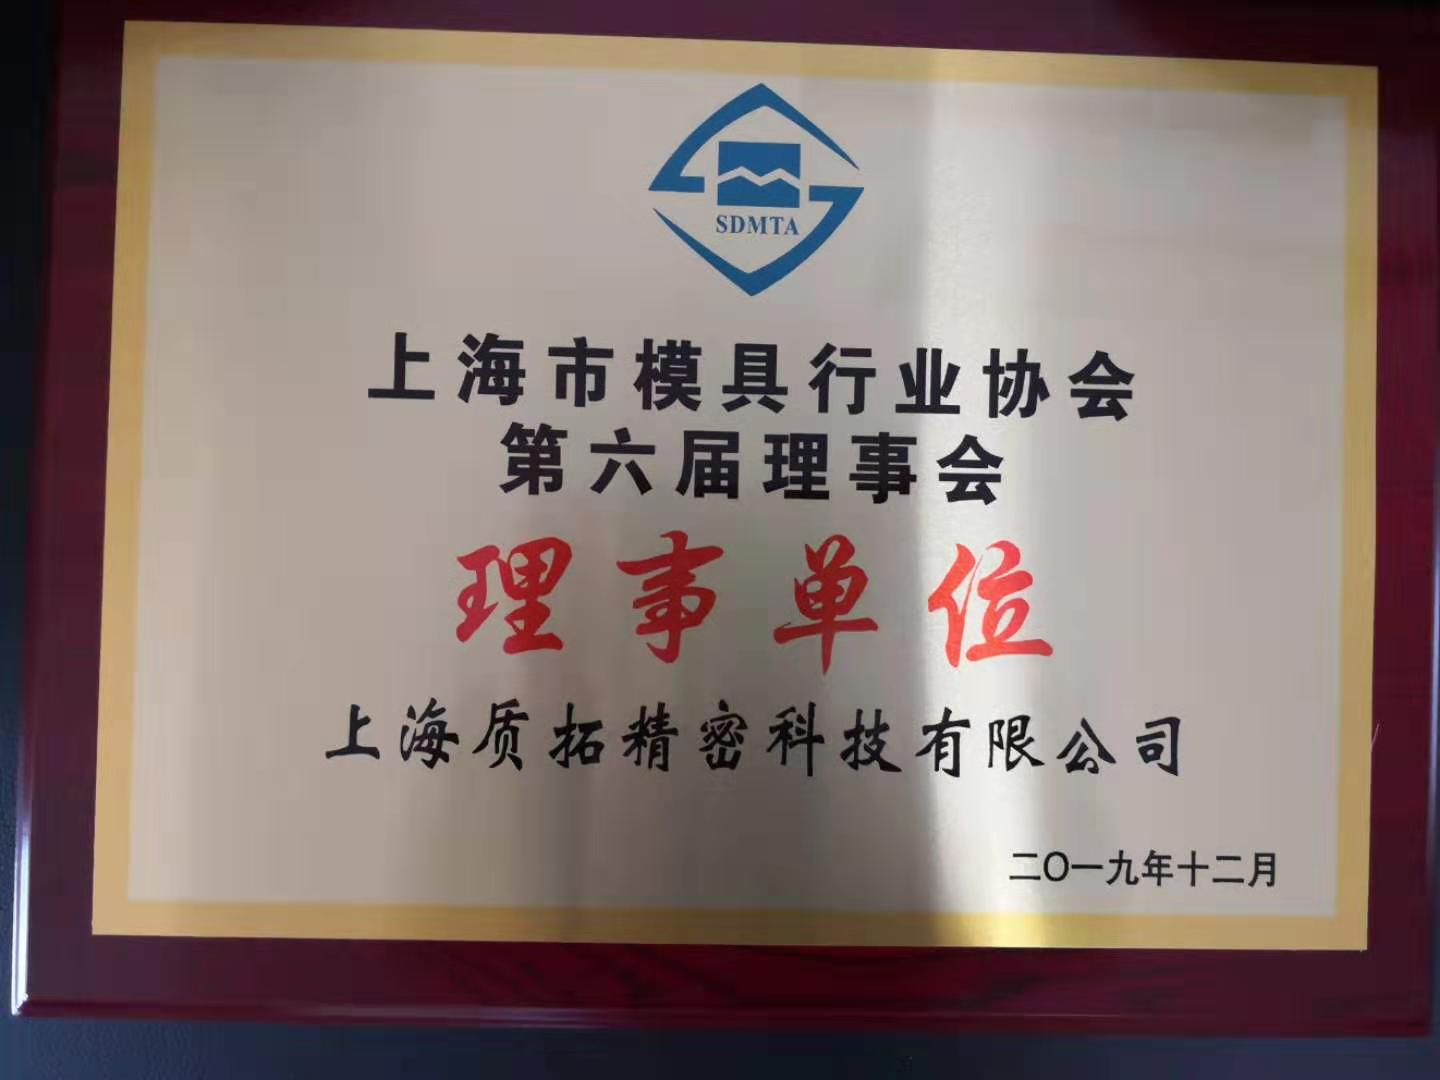 SDMTA
上海市模具行业协会
第六届理事会
理事单位
上海质拓精密科技有限公司
二〇一九年十二月